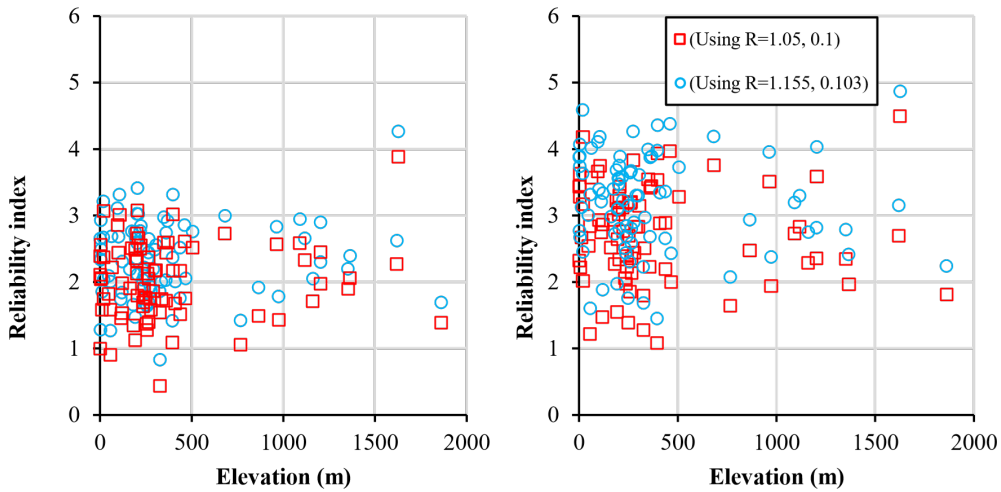 6
5
4
3
2
1
0
Reliability index
0 500 1000 1500 2000
Elevation (m)
6
5
4
3
2
1
0
Reliability index
(Using R=1.05, 0.1)
(Using R=1.155, 0.103)
0 500 1000 1500 2000
Elevation (m)